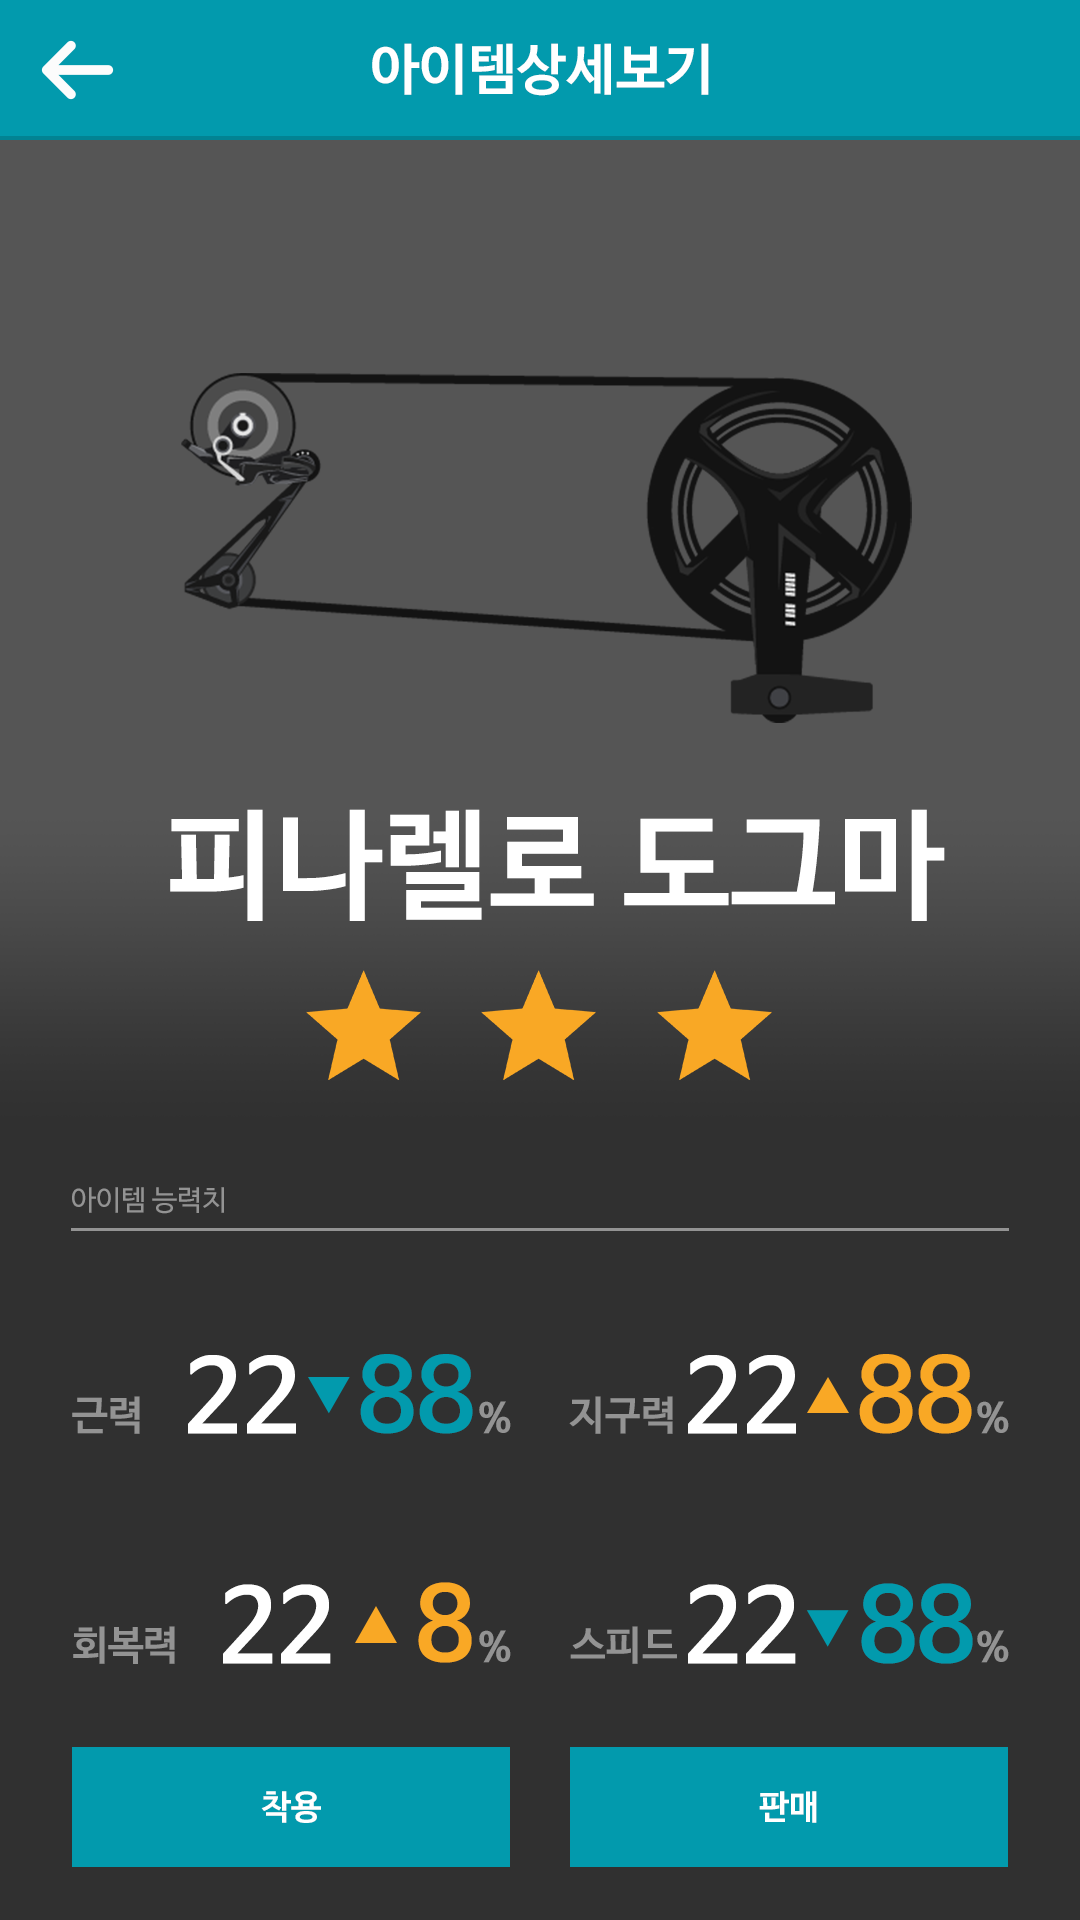 아이템상세보기
피나렐로 도그마
아이템 능력치
근력 22▼88% 지구력 22▲88%
회복력 22▲8% 스피드 22▼88%
착용 판매